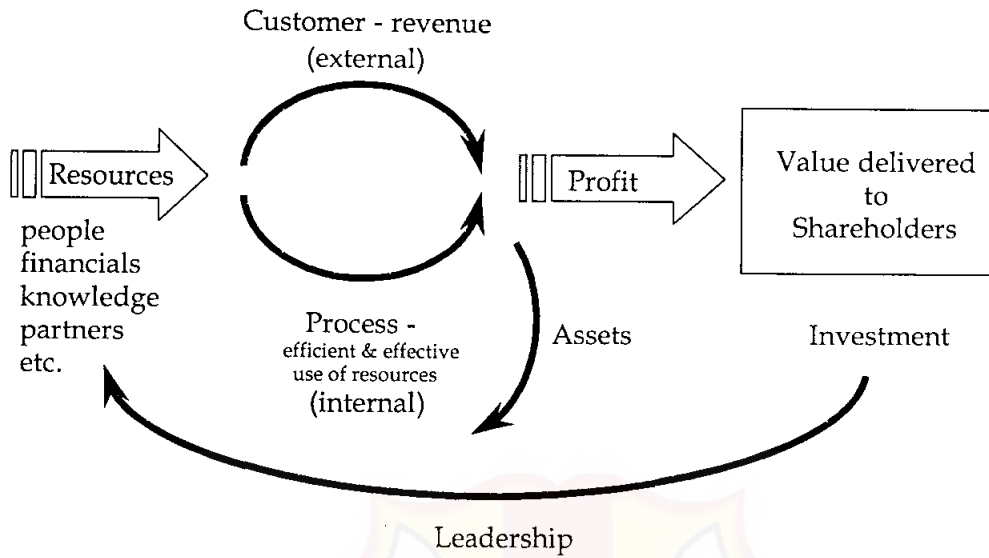 Customer - revenue
(external)
Resources
Profit
Value delivered
to
Shareholders
people
financials
knowledge
partners
etc.
Process -
efficient & effective
use of resources
(internal)
Assets
Investment
Leadership